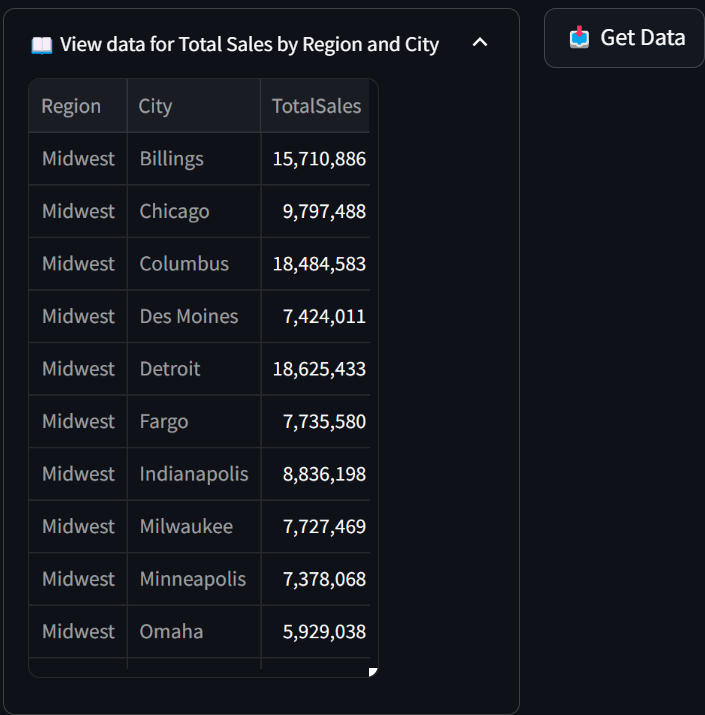 📖 View data for Total Sales by Region and City
📥 Get Data
Region City TotalSales
Midwest Billings 15,710,886
Midwest Chicago 9,797,488
Midwest Columbus 18,484,583
Midwest Des Moines 7,424,011
Midwest Detroit 18,625,433
Midwest Fargo 7,735,580
Midwest Indianapolis 8,836,198
Midwest Milwaukee 7,727,469
Midwest Minneapolis 7,378,068
Midwest Omaha 5,929,038